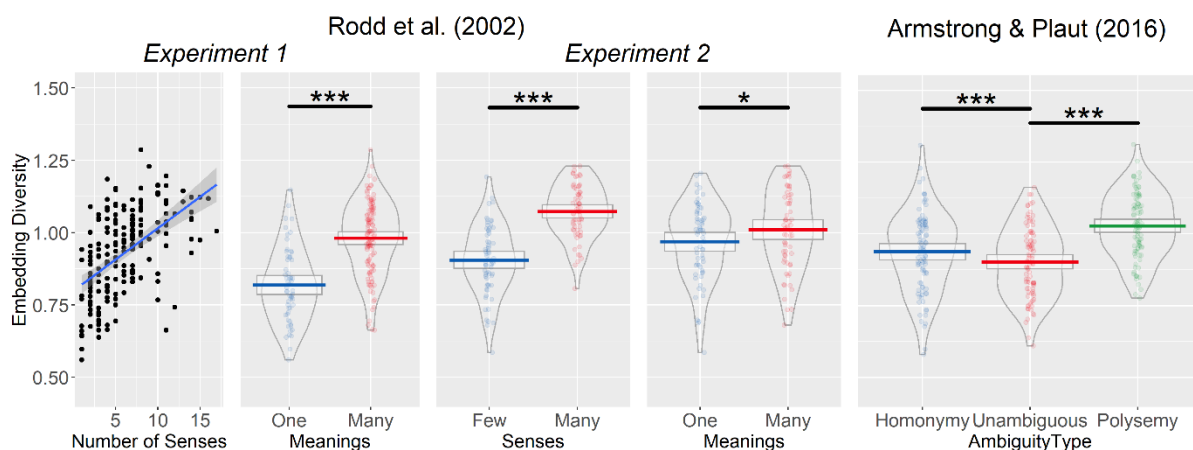 Rodd et al. (2002)
Armstrong & Plaut (2016)
Experiment 1
Experiment 2
Embedding Diversity
1.50
1.25
1.00
0.75
0.50
*** *** * *** ***
5 10 15
Number of Senses
One Many
Meanings
Few Many
Senses
One Many
Meanings
Homonymy Unambiguous Polysemy
AmbiguityType